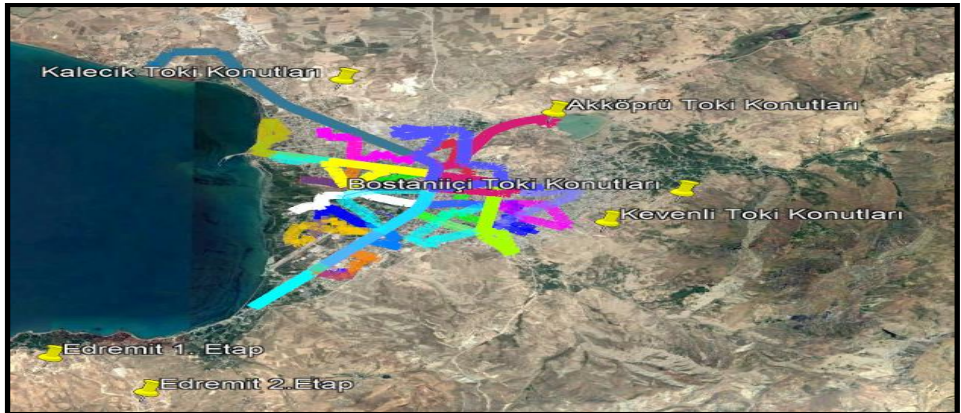 Kalecik Toki Konutları
Akköprü Toki Konutları
Bostaniiçi Toki Konutları
Kevenli Toki Konutları
Edremit 1. Etap
Edremit 2.Etap